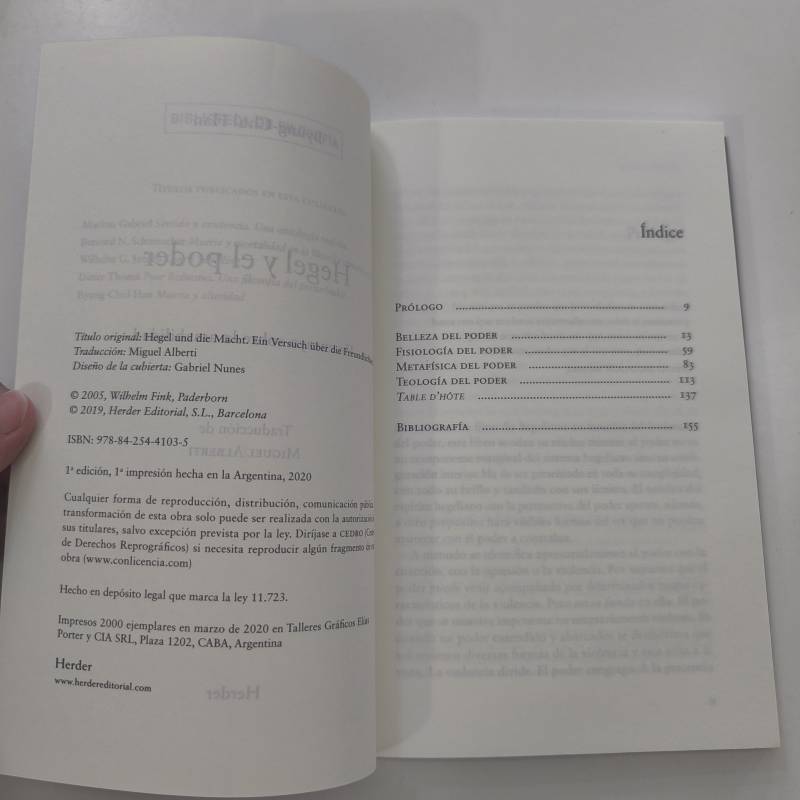 Título original: Hegel und die Macht. Ein Versuch über die
Traducción: Miguel Alberti
Diseño de la cubierta: Gabriel Nunes
© 2005, Wilhelm Fink, Paderborn
© 2019, Herder Editorial, S.L., Barcelona
ISBN: 978-84-254-4103-5
1ª edición, 1ª impresión hecha en la Argentina, 2020
Cualquier forma de reproducción, distribución, comunicación
transformación de esta obra solo puede ser realizada con la
sus titulares, salvo excepción prevista por la ley. Diríjase a CEDRO
de Derechos Reprográficos) si necesita reproducir algún fragmento
obra (www.conlicencia.com)
Hecho en depósito legal que marca la ley 11.723.
Impresos 2000 ejemplares en marzo de 2020 en Talleres Gráficos Elías
Porter y CIA SRL, Plaza 1202, CABA, Argentina
Herder
www.herdereditorial.com
Índice
PRÓLOGO 9
BELLEZA DEL PODER 13
FISIOLOGÍA DEL PODER 59
METAFÍSICA DEL PODER 83
TEOLOGÍA DEL PODER 113
TABLE D'HÔTE 137
BIBLIOGRAFÍA 155